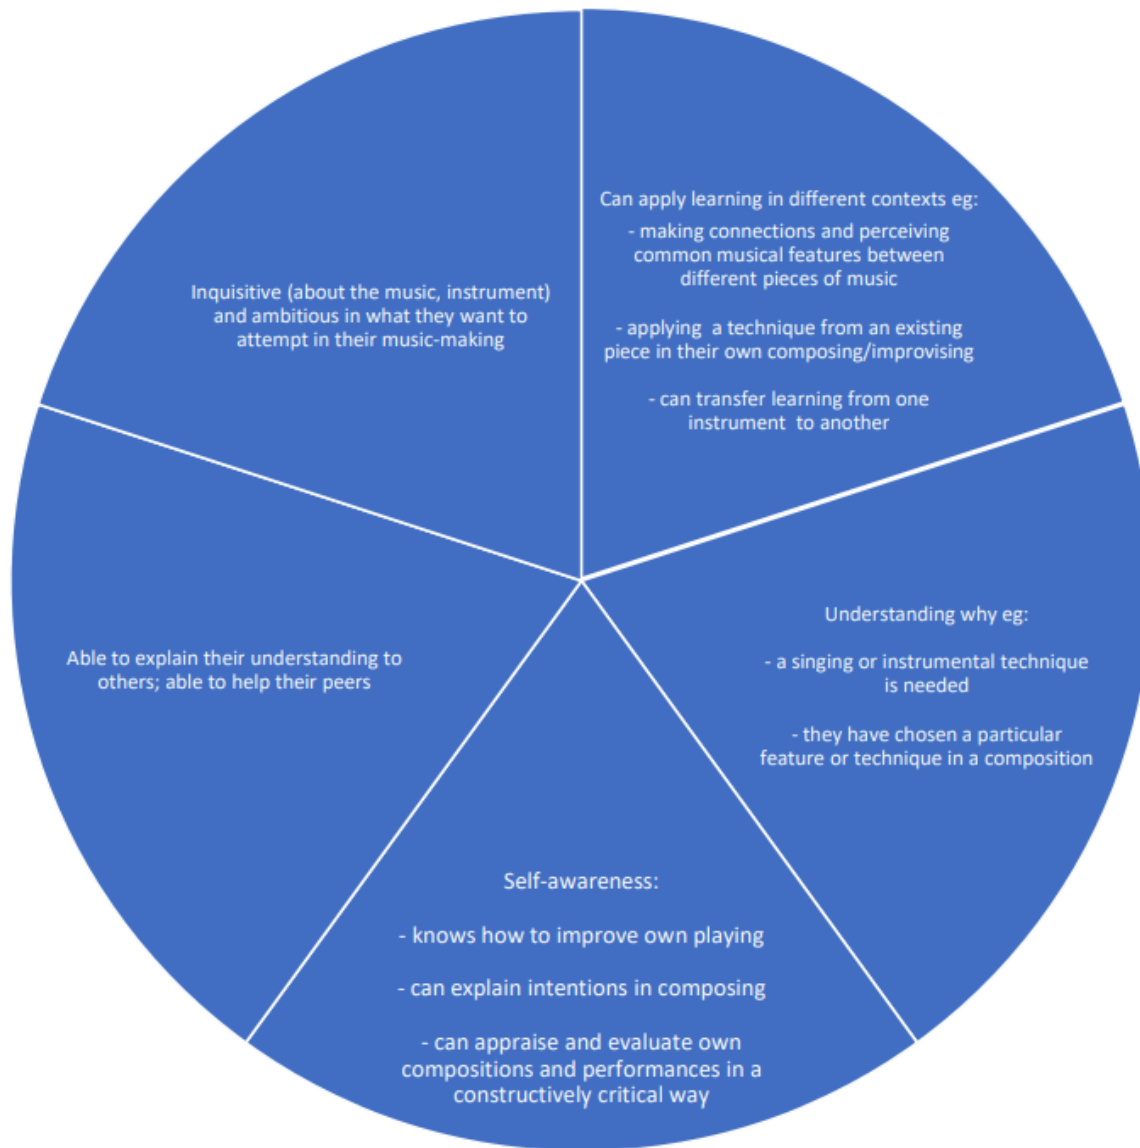 Can apply learning in different contexts eg:
- making connections and perceiving
common musical features between
different pieces of music
- applying  a technique from an existing
piece in their own composing/improvising
- can transfer learning from one
instrument  to another
Understanding why eg:
- a singing or instrumental technique
is needed
- they have chosen a particular
feature or technique in a composition
Self-awareness:
- knows how to improve own playing
- can explain intentions in composing
- can appraise and evaluate own
compositions and performances in a
constructively critical way
Able to explain their understanding to
others; able to help their peers
Inquisitive (about the music, instrument)
and ambitious in what they want to
attempt in their music-making